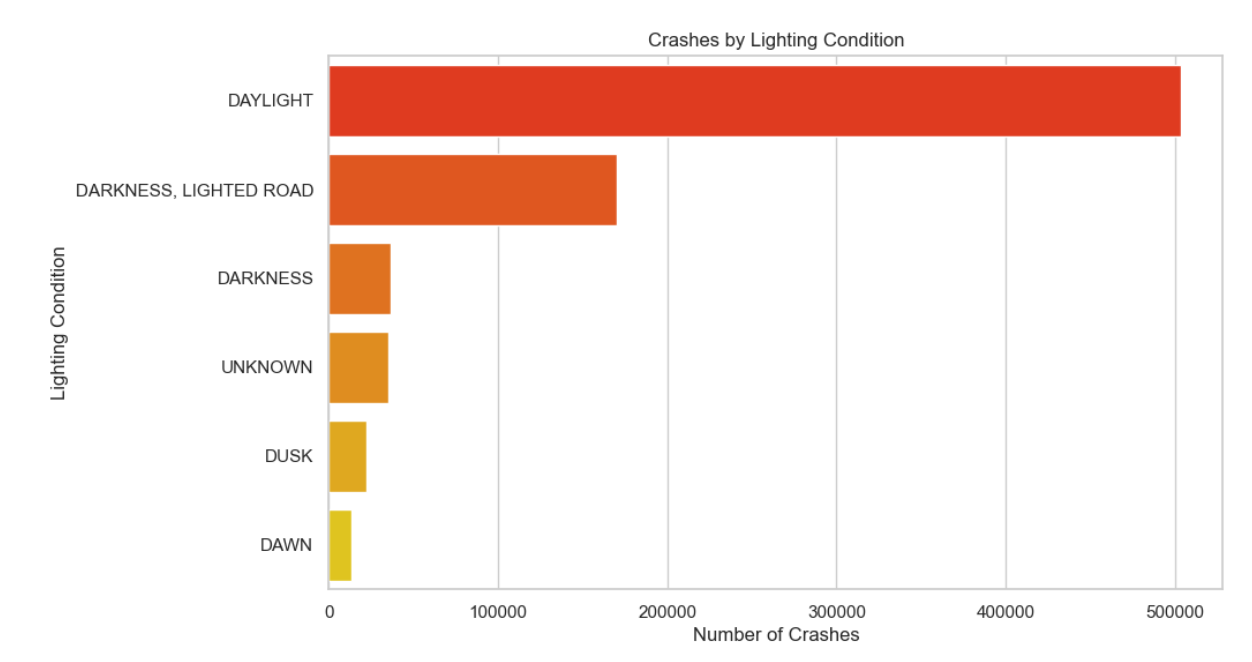 Crashes by Lighting Condition
DAYLIGHT
DARKNESS, LIGHTED ROAD
DARKNESS
UNKNOWN
DUSK
DAWN
Lighting Condition
0 100000 200000 300000 400000 500000
Number of Crashes